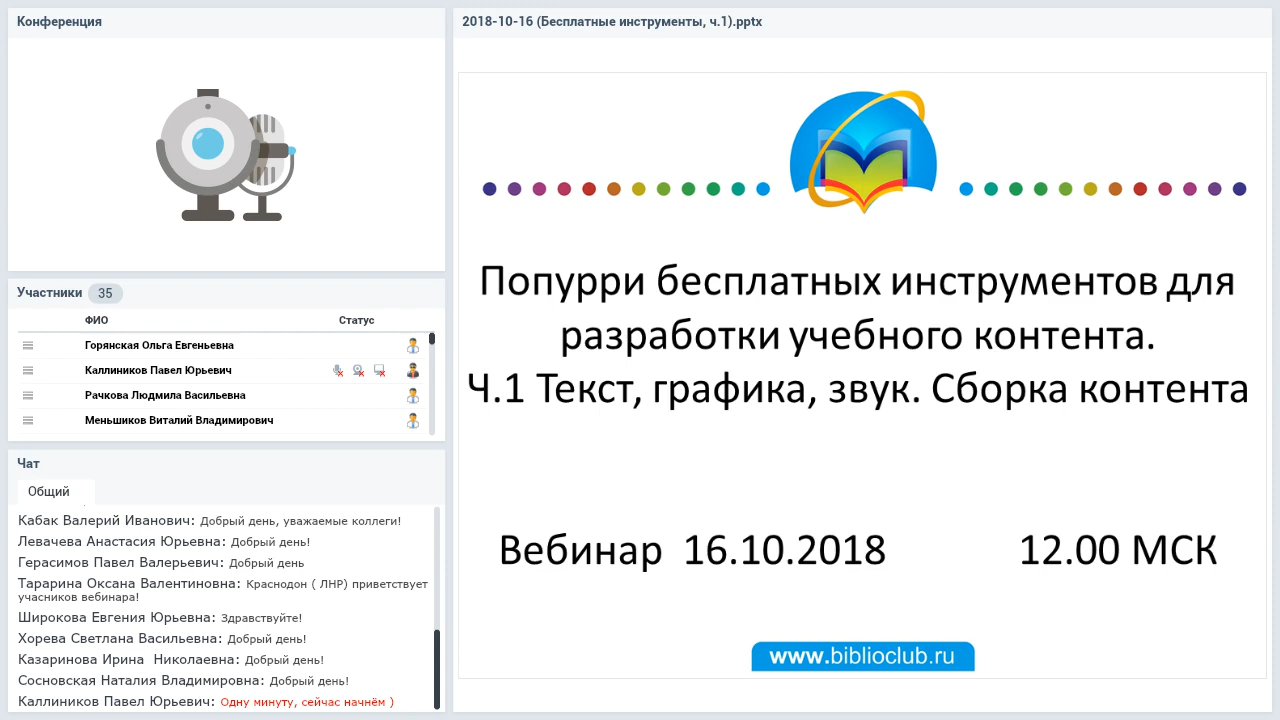 Конференция
Участники 35
ФИО Статус
Горянская Ольга Евгеньевна
Каллиников Павел Юрьевич
Рачкова Людмила Васильевна
Меньшиков Виталий Владимирович
Чат
Общий
Кабак Валерий Иванович: Добрый день, уважаемые коллеги!
Левачева Анастасия Юрьевна: Добрый день!
Герасимов Павел Валерьевич: Добрый день
Тарарина Оксана Валентиновна: Краснодон ( ЛНР) приветствует
учасников вебинара!
Широкова Евгения Юрьевна: Здравствуйте!
Хорева Светлана Васильевна: Добрый день!
Казаринова Ирина  Николаевна: Добрый день!
Сосновская Наталия Владимировна: Добрый день!
Каллиников Павел Юрьевич: Одну минуту, сейчас начнём )
2018-10-16 (Бесплатные инструменты, ч.1).pptx
Попурри бесплатных инструментов для
разработки учебного контента.
Ч.1 Текст, графика, звук. Сборка контента
Вебинар 16.10.2018 12.00 МСК
www.biblioclub.ru